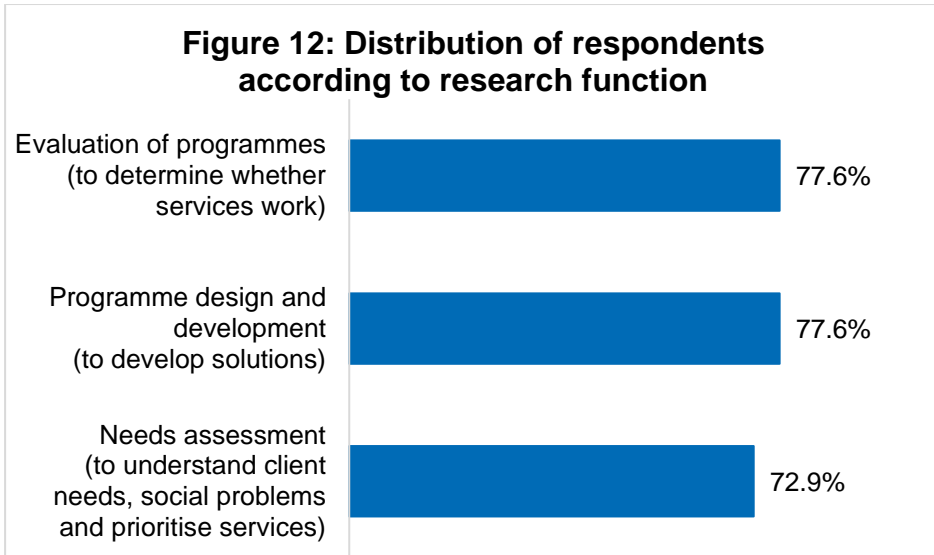 Figure 12: Distribution of respondents
according to research function
Evaluation of programmes
(to determine whether
services work)
77.6%
Programme design and
development
(to develop solutions)
77.6%
Needs assessment
(to understand client
needs, social problems
and prioritise services)
72.9%